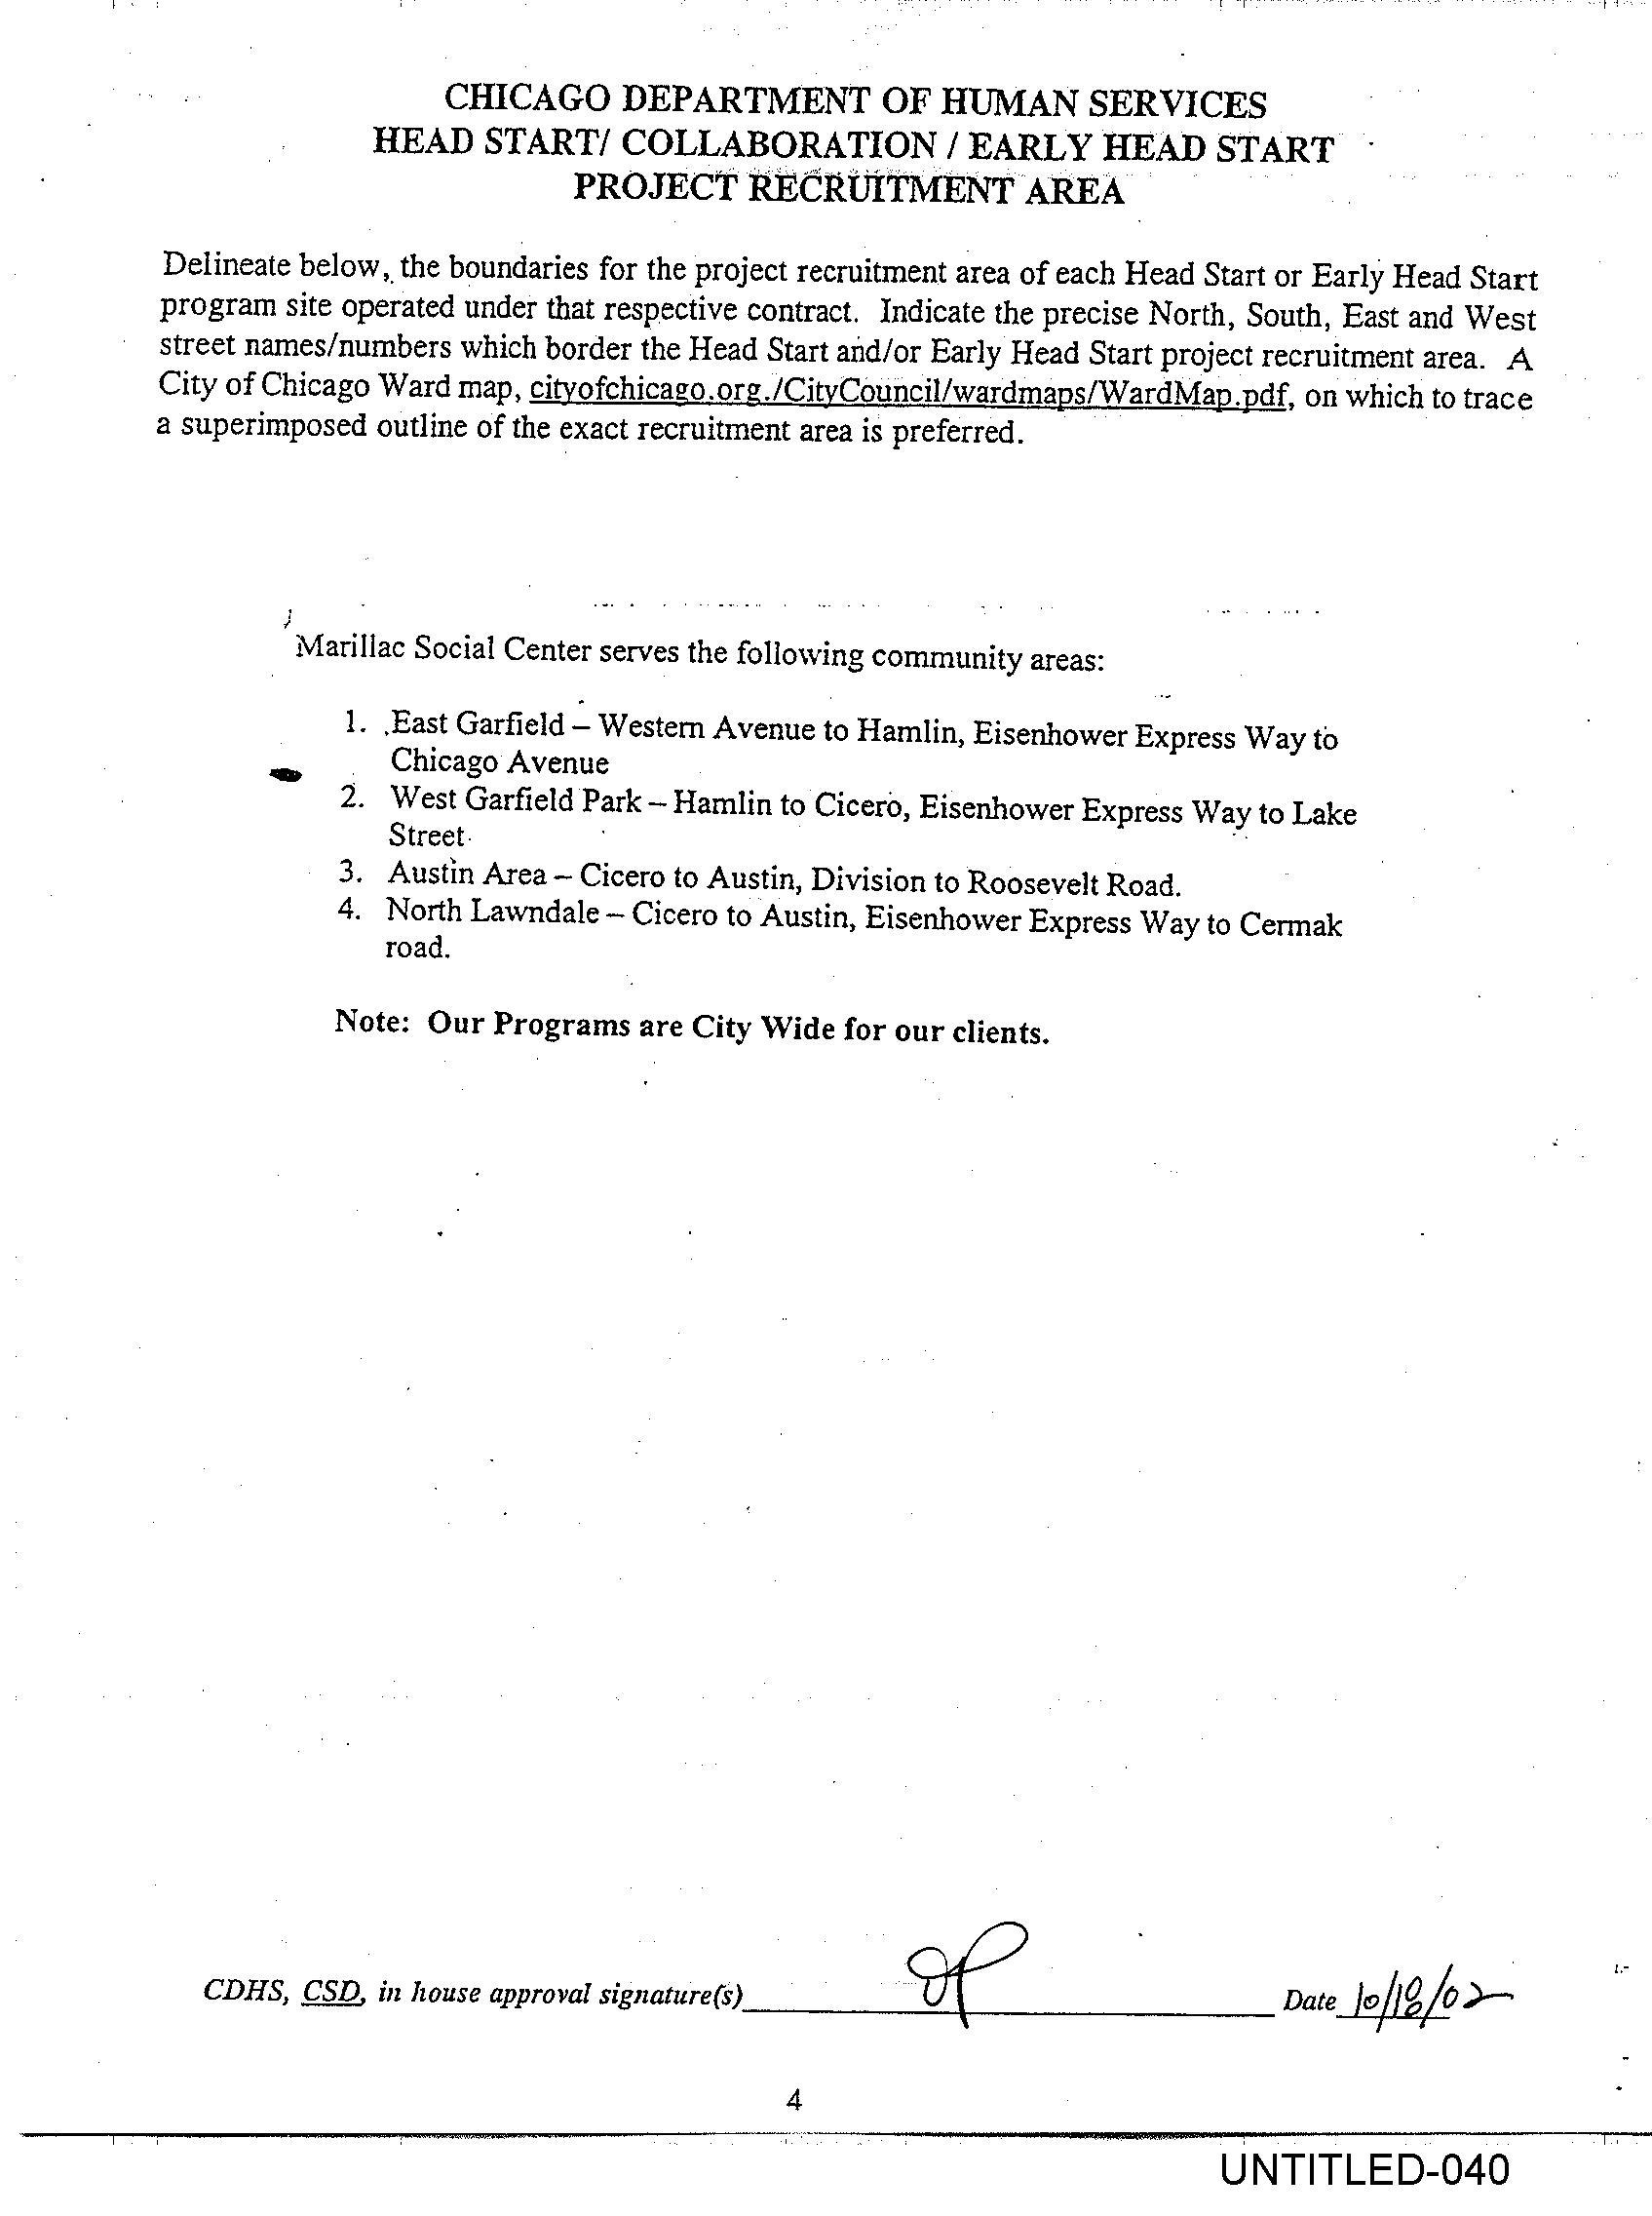 CHICAGO DEPARTMENT OF HUMAN SERVICES
HEAD START/ COLLABORATION / EARLY HEAD START
PROJECT RECRUITMENT AREA
Delineate below, the boundaries for the project recruitment area of each Head Start or Early Head Start
program site operated under that respective contract. Indicate the precise North, South, East and West
street names/numbers which border the Head Start and/or Early Head Start project recruitment area. A
City of Chicago Ward map, cityofchicago.org./CityCouncil/wardmaps/WardMap.pdf, on which to trace
a superimposed outline of the exact recruitment area is preferred.
Marillac Social Center serves the following community areas:
1. East Garfield – Western Avenue to Hamlin, Eisenhower Express Way to
Chicago Avenue
2. West Garfield Park – Hamlin to Cicero, Eisenhower Express Way to Lake
Street
3. Austin Area – Cicero to Austin, Division to Roosevelt Road.
4. North Lawndale – Cicero to Austin, Eisenhower Express Way to Cermak
road.
Note: Our Programs are City Wide for our clients.
CDHS, CSD, in house approval signature(s) Date 10/18/02
4
UNTITLED-040